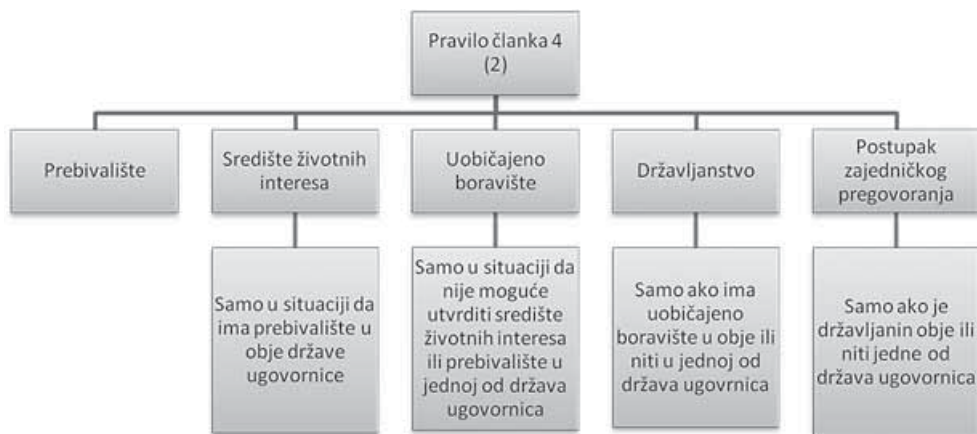 Pravilo članka 4
(2)
Prebivalište
Središte životnih
interesa
Uobičajeno
boravište
Državljanstvo
Postupak
zajedničkog
pregovoranja
Samo u situaciji da
ima prebivalište u
obje države
ugovornice
Samo u situaciji da
nije moguće
utvrditi središte
životnih interesa
ili prebivalište u
jednoj od država
ugovornica
Samo ako ima
uobičajeno
boravište u obje ili
niti u jednoj od
država ugovrnica
Samo ako je
državljanin obje ili
niti jedne od
država ugovornica